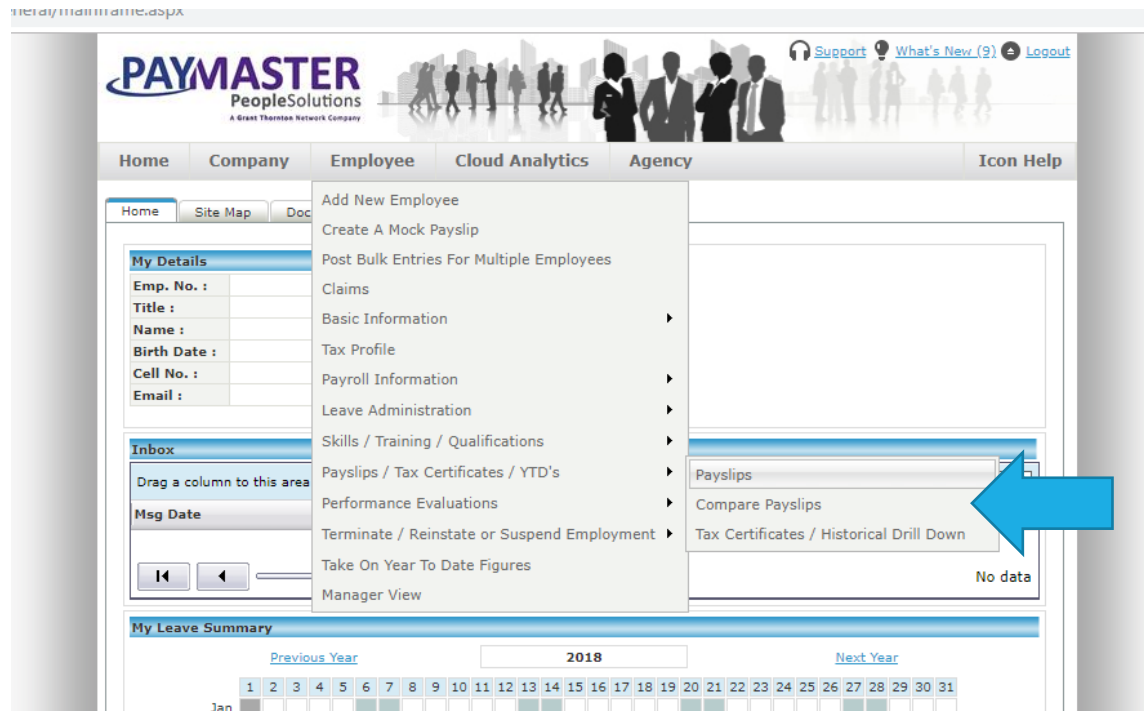 neral/mainframe.aspx
Support What's New (9) Logout
PAYMASTER
PeopleSolutions
A Grant Thornton Network Company
Home Company Employee Cloud Analytics Agency Icon Help
Home Site Map Doc
Add New Employee
Create A Mock Payslip
Post Bulk Entries For Multiple Employees
Claims
Basic Information
Tax Profile
Payroll Information
Leave Administration
Skills / Training / Qualifications
Payslips / Tax Certificates / YTD's
Performance Evaluations
Terminate / Reinstate or Suspend Employment
Take On Year To Date Figures
Manager View
Payslips
Compare Payslips
Tax Certificates / Historical Drill Down
My Details
Emp. No. :
Title :
Name :
Birth Date :
Cell No. :
Email :
Inbox
Drag a column to this area
Msg Date
No data
My Leave Summary
Previous Year 2018 Next Year
1 2 3 4 5 6 7 8 9 10 11 12 13 14 15 16 17 18 19 20 21 22 23 24 25 26 27 28 29 30 31
Jan